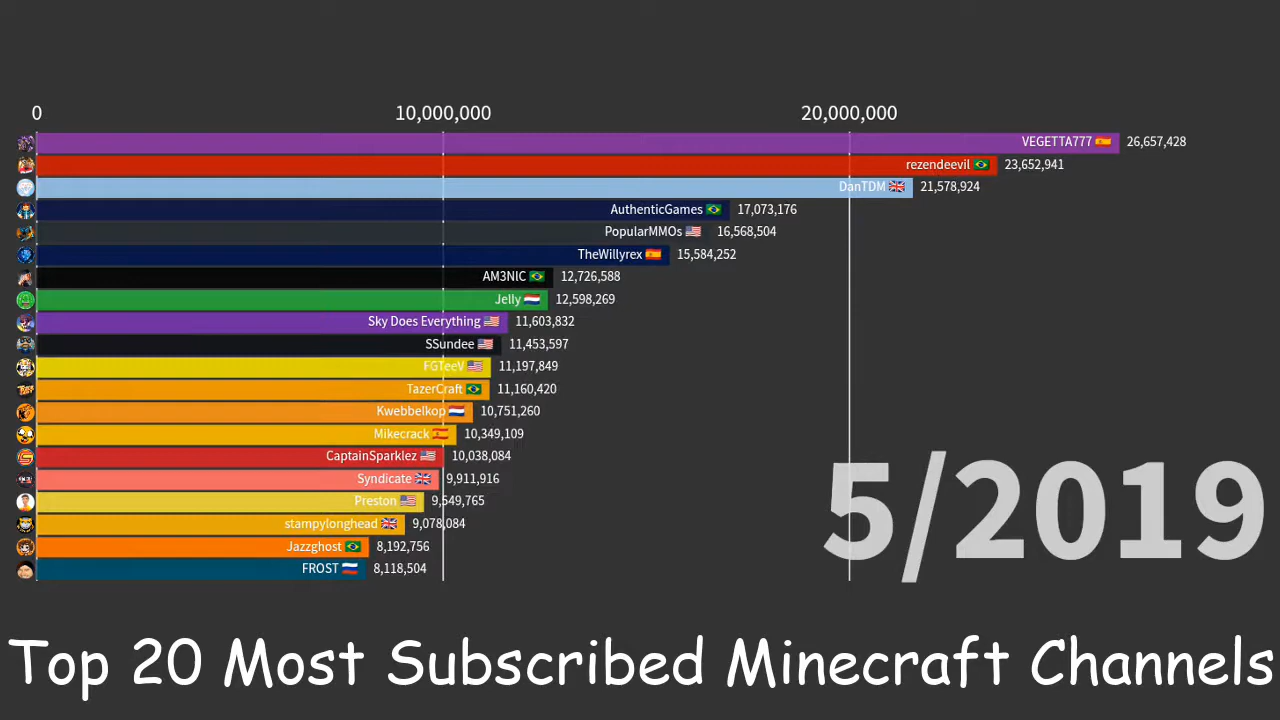 0 10,000,000 20,000,000
VEGETTA777 26,657,428
rezendeevil 23,652,941
DanTDM 21,578,924
AuthenticGames 17,073,176
PopularMMOs 16,568,504
TheWillyrex 15,584,252
AM3NIC 12,726,588
Jelly 12,598,269
Sky Does Everything 11,603,832
SSundee 11,453,597
FGTeeV 11,197,849
TazerCraft 11,160,420
Kwebbelkop 10,751,260
Mikecrack 10,349,109
CaptainSparklez 10,038,084
Syndicate 9,911,916
Preston 9,549,765
stampylonghead 9,078,084
Jazzghost 8,192,756
FROST 8,118,504
5/2019
Top 20 Most Subscribed Minecraft Channels